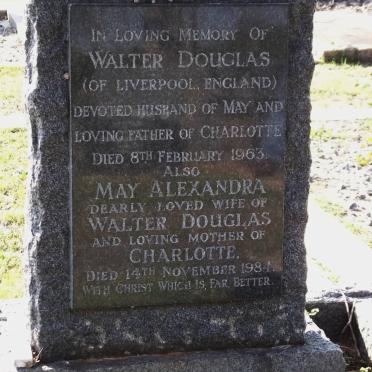 IN LOVING MEMORY OF
WALTER DOUGLAS
(OF LIVERPOOL, ENGLAND)
DEVOTED HUSBAND OF MAY AND
LOVING FATHER OF CHARLOTTE
DIED 8TH FEBRUARY 1963.
ALSO
MAY ALEXANDRA
DEARLY LOVED WIFE OF
WALTER DOUGLAS
AND LOVING MOTHER OF
CHARLOTTE.
DIED 14TH NOVEMBER 1984.
WITH CHRIST WHICH IS FAR BETTER.